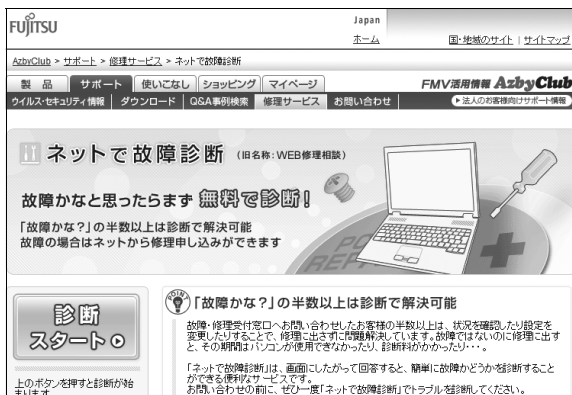 FUJITSU
Japan
ホーム
国・地域のサイト | サイトマップ
AzbyClub > サポート > 修理サービス > ネットで故障診断
製 品 サポート 使いこなし ショッピング マイページ FMV活用情報 AzbyClub
ウイルス・セキュリティ情報 ダウンロード Q&A事例検索 修理サービス お問い合わせ 法人のお客様向けサポート情報
ネットで故障診断 (旧名称:WEB修理相談)
故障かなと思ったらまず 無料で診断!
「故障かな?」の半数以上は診断で解決可能
故障の場合はネットから修理申し込みができます
PC REPAIR
診断
スタート
上のボタンを押すと診断が始
まります
POINT
「故障かな?」の半数以上は診断で解決可能
故障・修理受付窓口へお問い合わせしたお客様の半数以上は、状況を確認したり設定を
変更したりすることで、修理に出さずに問題解決しています。故障ではないのに修理に出す
と、その期間はパソコンが使用できなかったり、診断料がかかったり・・・。
「ネットで故障診断」は、画面にしたがって回答すると、簡単に故障かどうかを診断すること
ができる便利なサービスです。
お問い合わせの前に、ぜひ一度「ネットで故障診断」でトラブルを診断してください。